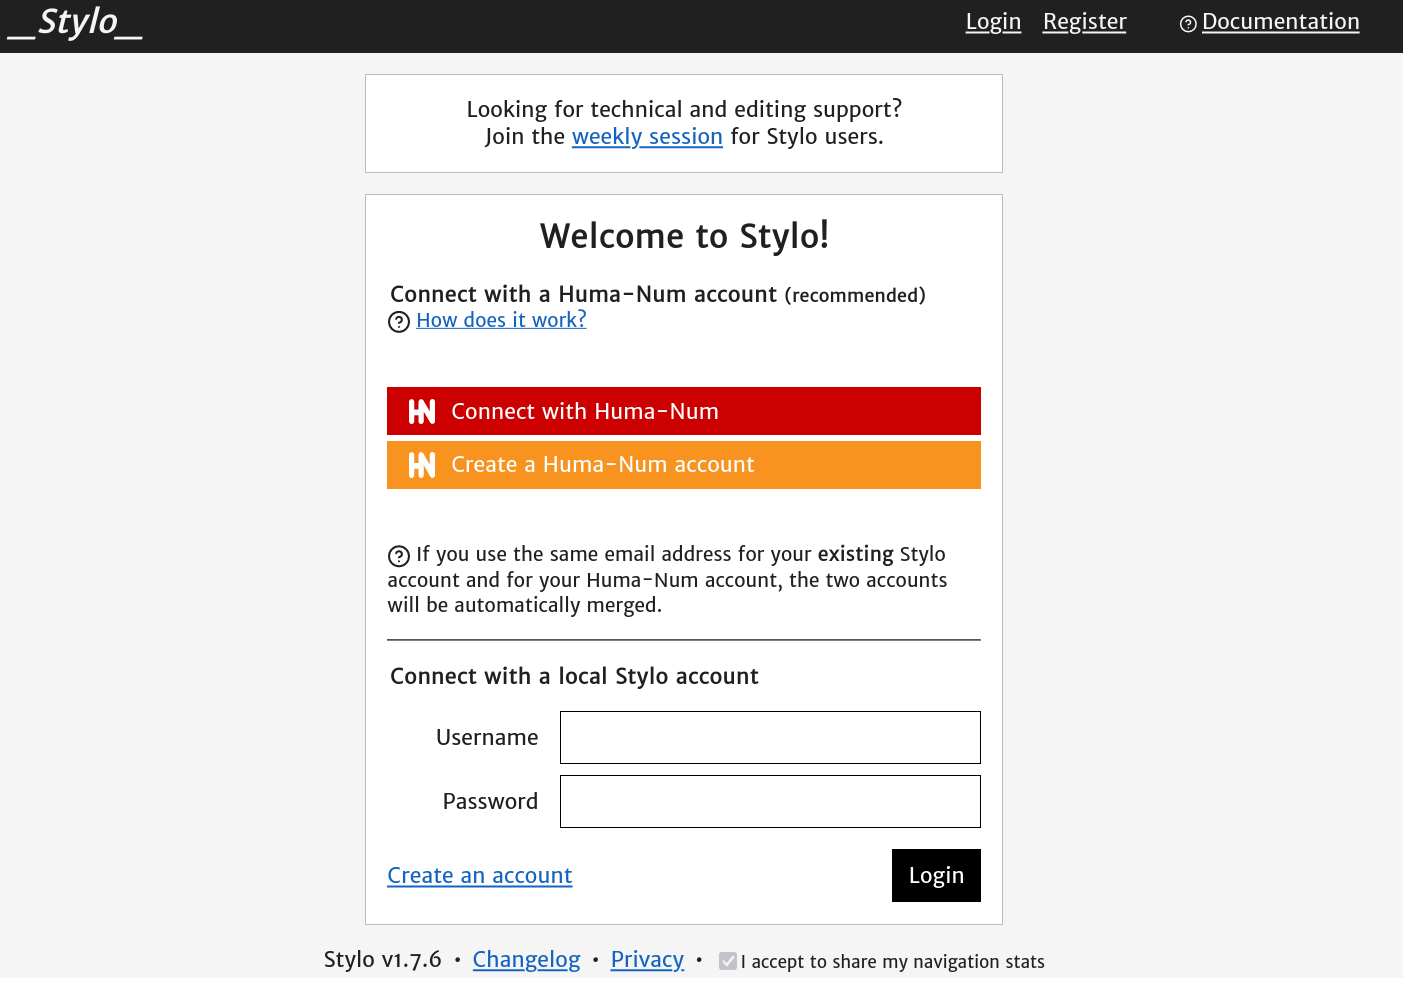 __Stylo__
Login Register Documentation
Looking for technical and editing support?
Join the weekly session for Stylo users.
Welcome to Stylo!
Connect with a Huma-Num account (recommended)
How does it work?
Connect with Huma-Num
Create a Huma-Num account
If you use the same email address for your existing Stylo
account and for your Huma-Num account, the two accounts
will be automatically merged.
Connect with a local Stylo account
Username
Password
Create an account
Login
Stylo v1.7.6 • Changelog • Privacy • I accept to share my navigation stats